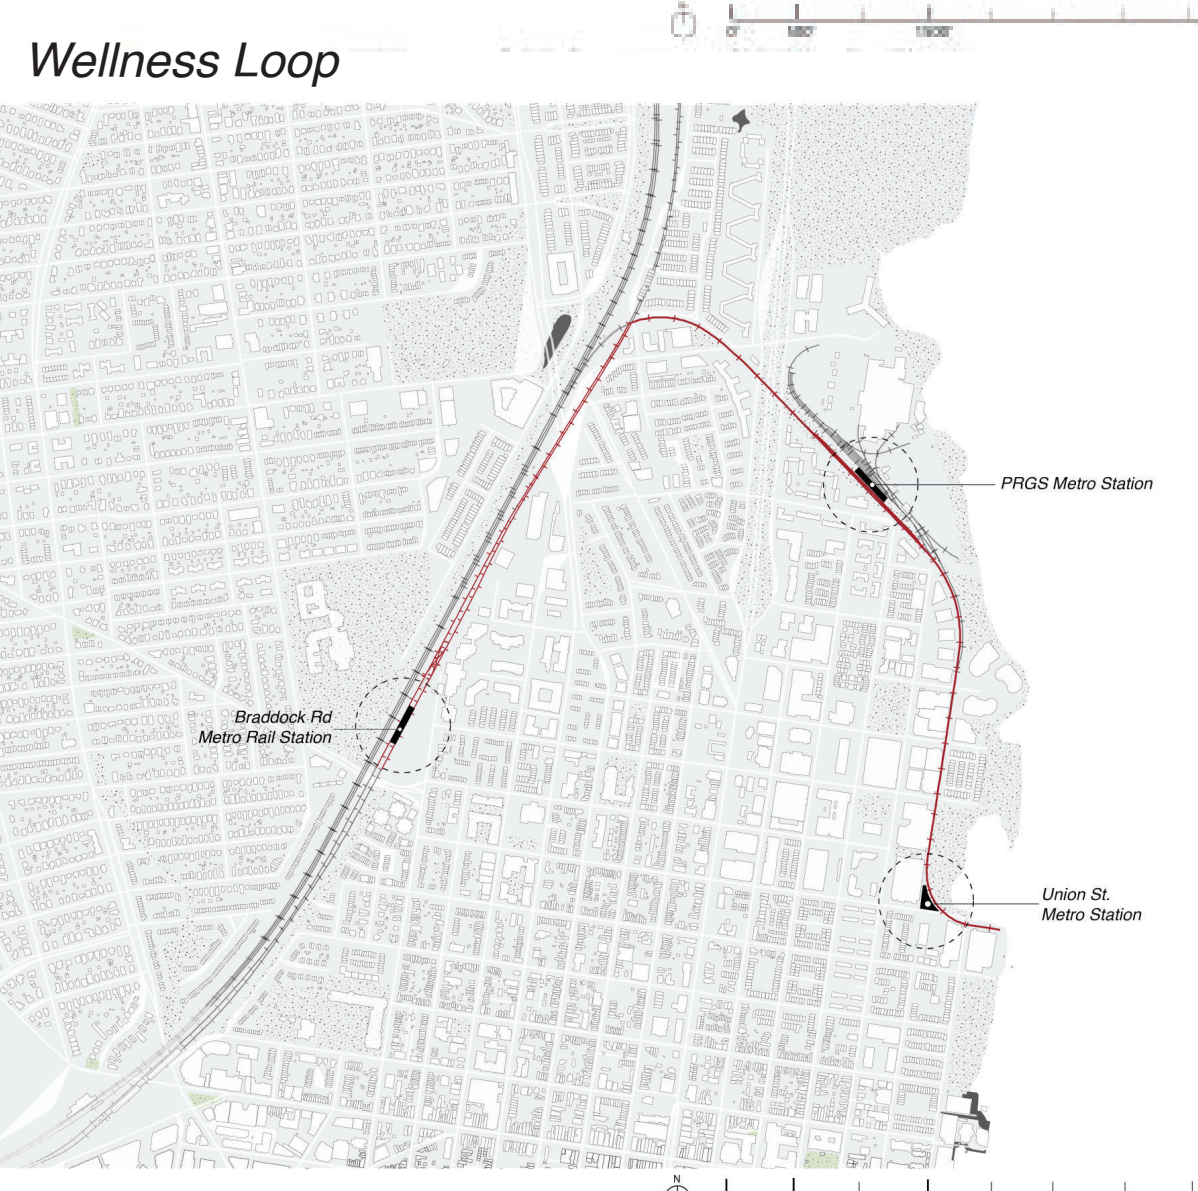 Wellness Loop
PRGS Metro Station
Braddock Rd
Metro Rail Station
Union St.
Metro Station
N